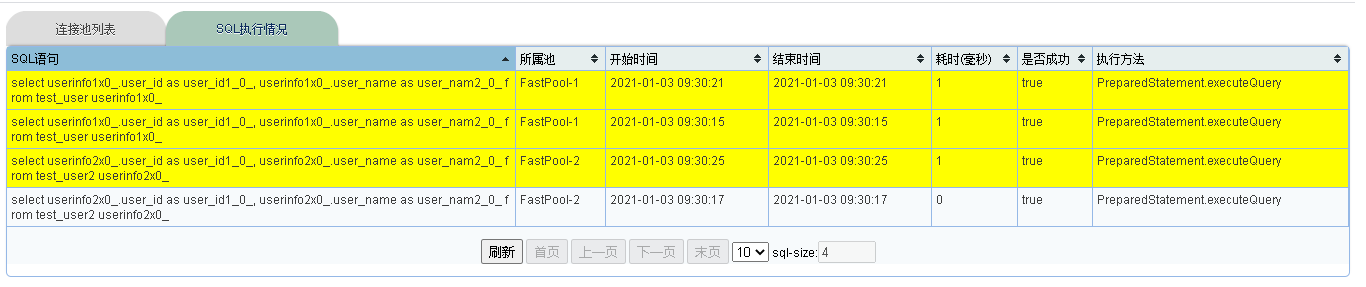 连接池列表 SQL执行情况
SQL语句 所属池 开始时间 结束时间 耗时(毫秒) 是否成功 执行方法
select userinfo1x0_.user_id as user_id1_0_, userinfo1x0_.user_name as user_nam2_0_ f FastPool-1 2021-01-03 09:30:21 2021-01-03 09:30:21 1 true PreparedStatement.executeQuery
rom test_user userinfo1x0_
select userinfo1x0_.user_id as user_id1_0_, userinfo1x0_.user_name as user_nam2_0_ f FastPool-1 2021-01-03 09:30:15 2021-01-03 09:30:15 1 true PreparedStatement.executeQuery
rom test_user userinfo1x0_
select userinfo2x0_.user_id as user_id1_0_, userinfo2x0_.user_name as user_nam2_0_ f FastPool-2 2021-01-03 09:30:25 2021-01-03 09:30:25 1 true PreparedStatement.executeQuery
rom test_user2 userinfo2x0_
select userinfo2x0_.user_id as user_id1_0_, userinfo2x0_.user_name as user_nam2_0_ f FastPool-2 2021-01-03 09:30:17 2021-01-03 09:30:17 0 true PreparedStatement.executeQuery
rom test_user2 userinfo2x0_
刷新 首页 上一页 下一页 末页 10 sql-size: 4